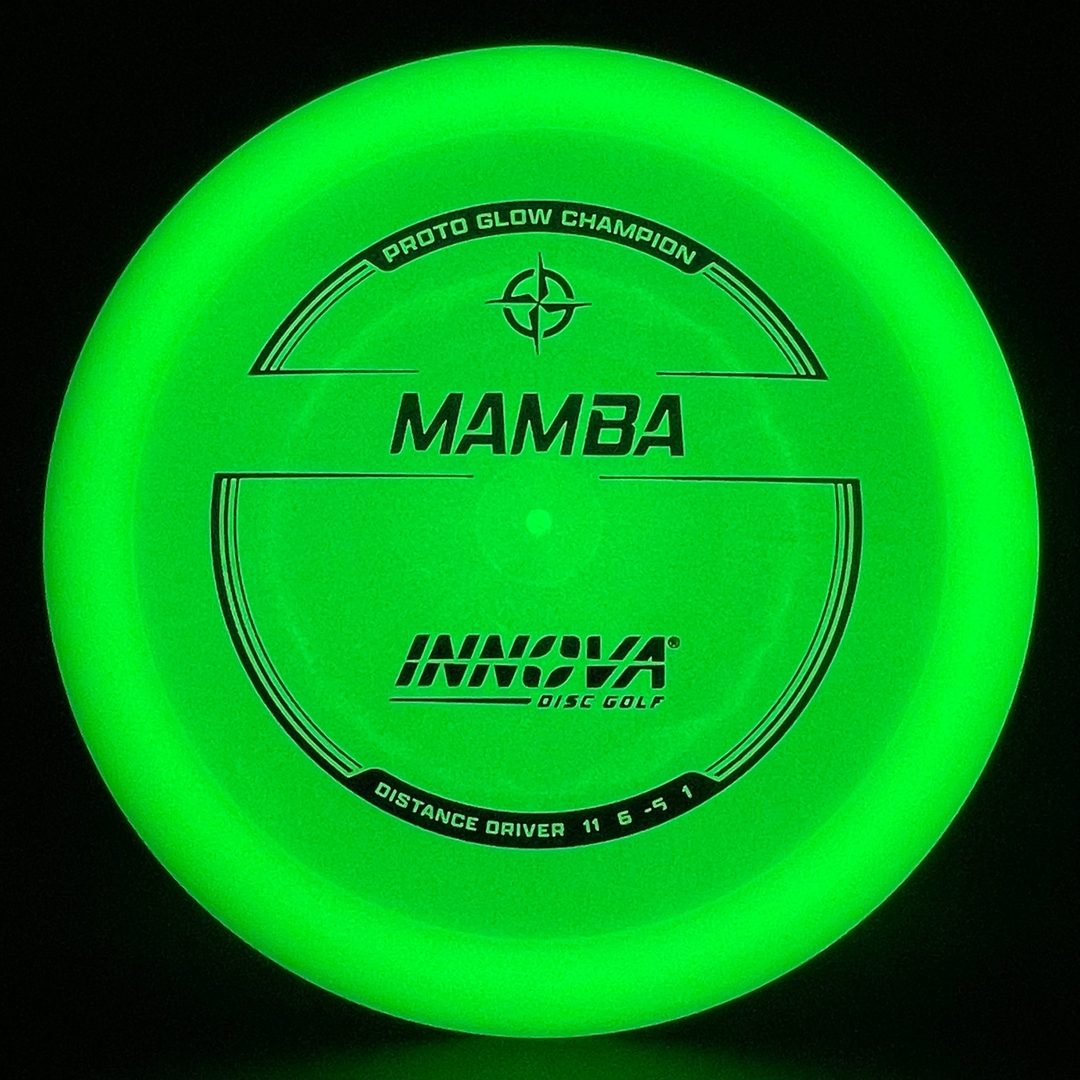 PROTO GLOW CHAMPION
MAMBA
INNOVA®
DISC GOLF
DISTANCE DRIVER 11 6 -5 1